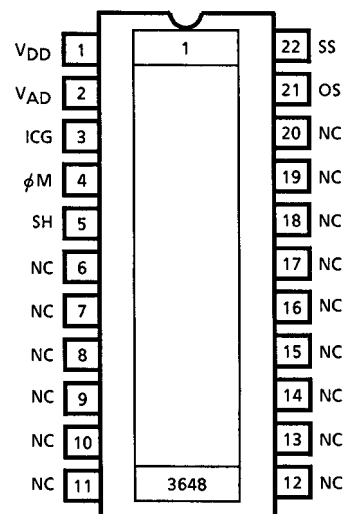 VDD 1 1 22 SS
VAD 2 21 OS
ICG 3 20 NC
ϕM 4 19 NC
SH 5 18 NC
NC 6 17 NC
NC 7 16 NC
NC 8 15 NC
NC 9 14 NC
NC 10 13 NC
NC 11 3648 12 NC